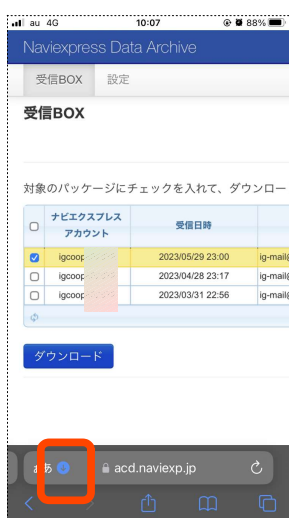 au 4G 10:07 88%
Naviexpress Data Archive
受信BOX 設定
受信BOX
対象のパッケージにチェックを入れて、ダウンロー
ナビエクスプレス
アカウント 受信日時
igcoop 2023/05/29 23:00 ig-mail@
igcoop 2023/04/28 23:17 ig-mail@
igcoop 2023/03/31 22:56 ig-mail@
ダウンロード
ああ acd.naviexp.jp